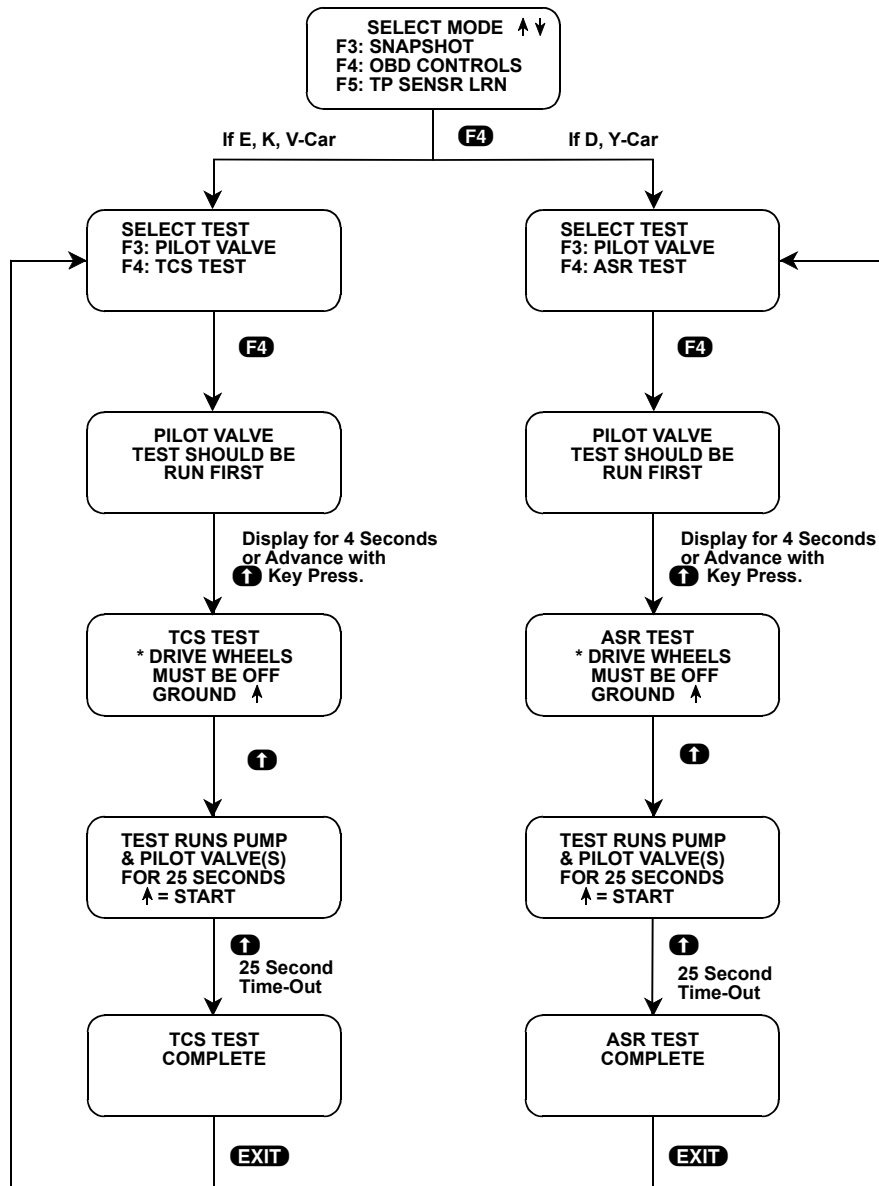 SELECT MODE
F3: SNAPSHOT
F4: OBD CONTROLS
F5: TP SENSR LRN
F4
If E, K, V-Car
If D, Y-Car
SELECT TEST
F3: PILOT VALVE
F4: TCS TEST
SELECT TEST
F3: PILOT VALVE
F4: ASR TEST
F4
F4
PILOT VALVE
TEST SHOULD BE
RUN FIRST
PILOT VALVE
TEST SHOULD BE
RUN FIRST
Display for 4 Seconds
or Advance with
Key Press.
Display for 4 Seconds
or Advance with
Key Press.
TCS TEST
* DRIVE WHEELS
MUST BE OFF
GROUND
ASR TEST
* DRIVE WHEELS
MUST BE OFF
GROUND
TEST RUNS PUMP
& PILOT VALVE(S)
FOR 25 SECONDS
= START
TEST RUNS PUMP
& PILOT VALVE(S)
FOR 25 SECONDS
= START
25 Second
Time-Out
25 Second
Time-Out
TCS TEST
COMPLETE
ASR TEST
COMPLETE
EXIT
EXIT